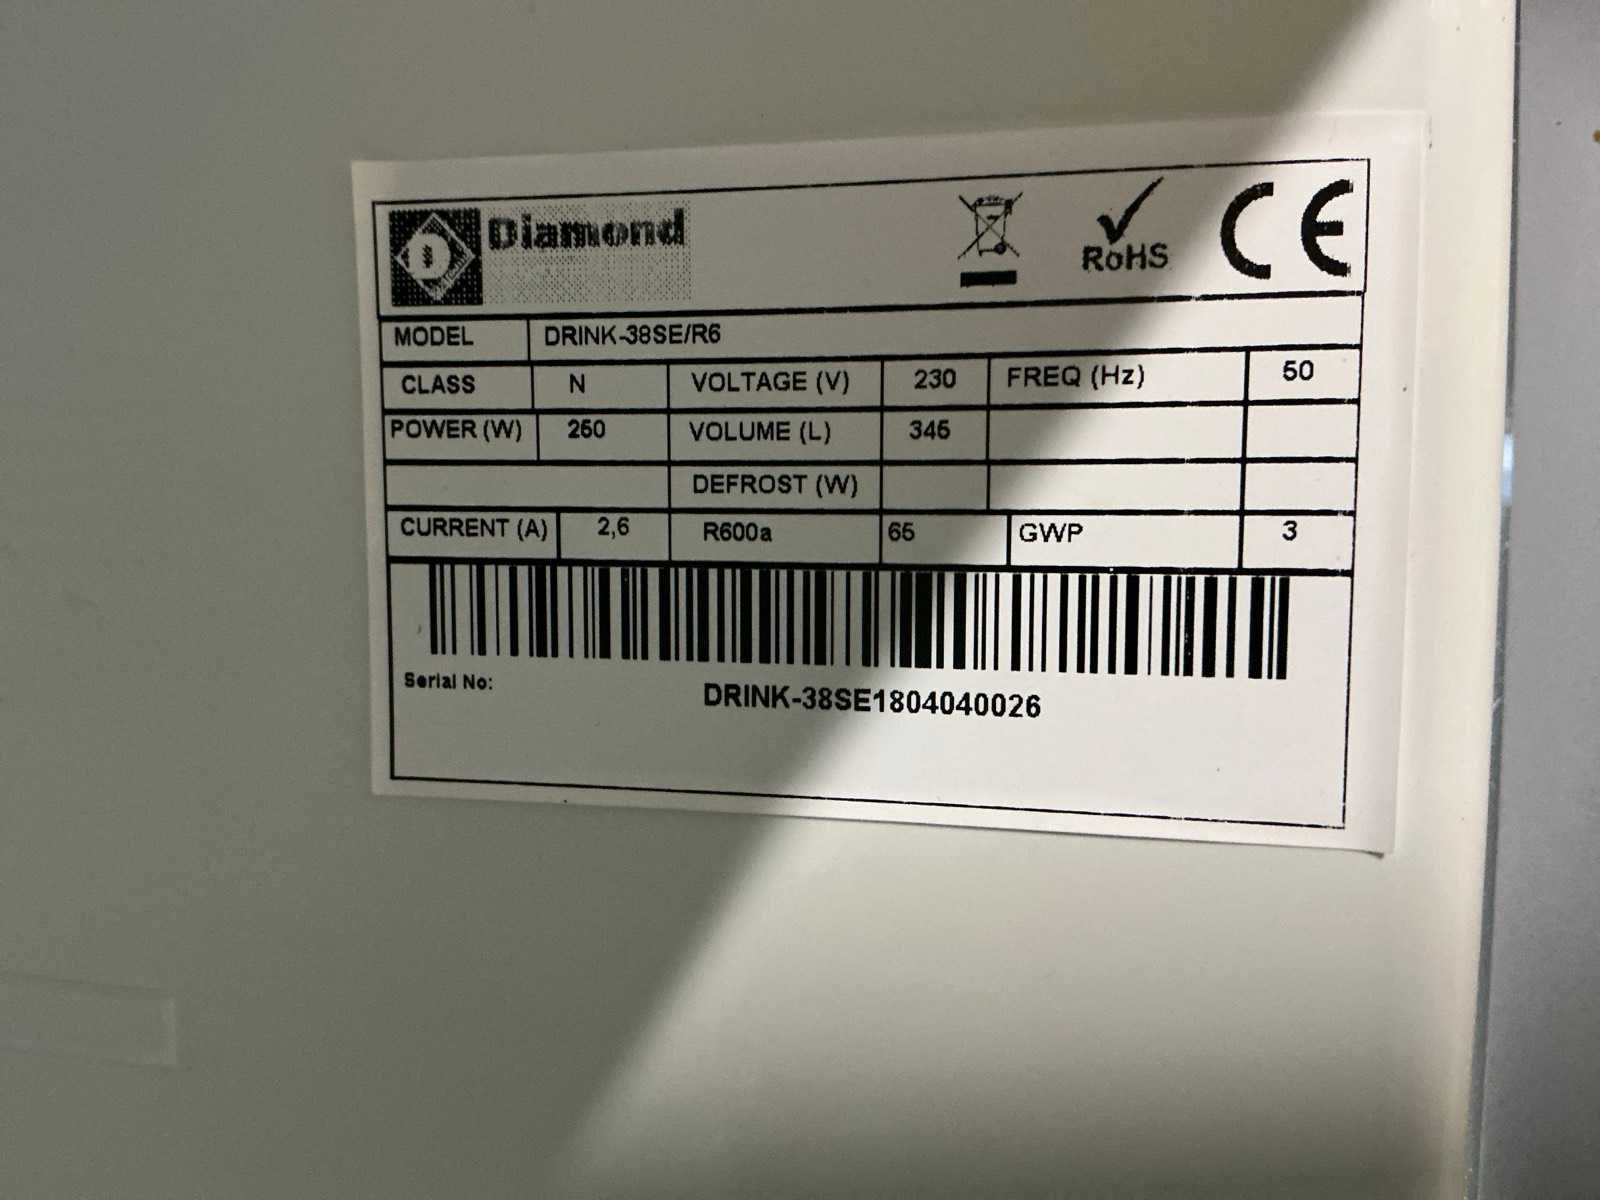 Diamond
RoHS
CE
MODEL DRINK-38SE/R6
CLASS N VOLTAGE (V) 230 FREQ (Hz) 50
POWER (W) 250 VOLUME (L) 345
DEFROST (W)
CURRENT (A) 2,6 R600a 65 GWP 3
Serial No: DRINK-38SE1804040026